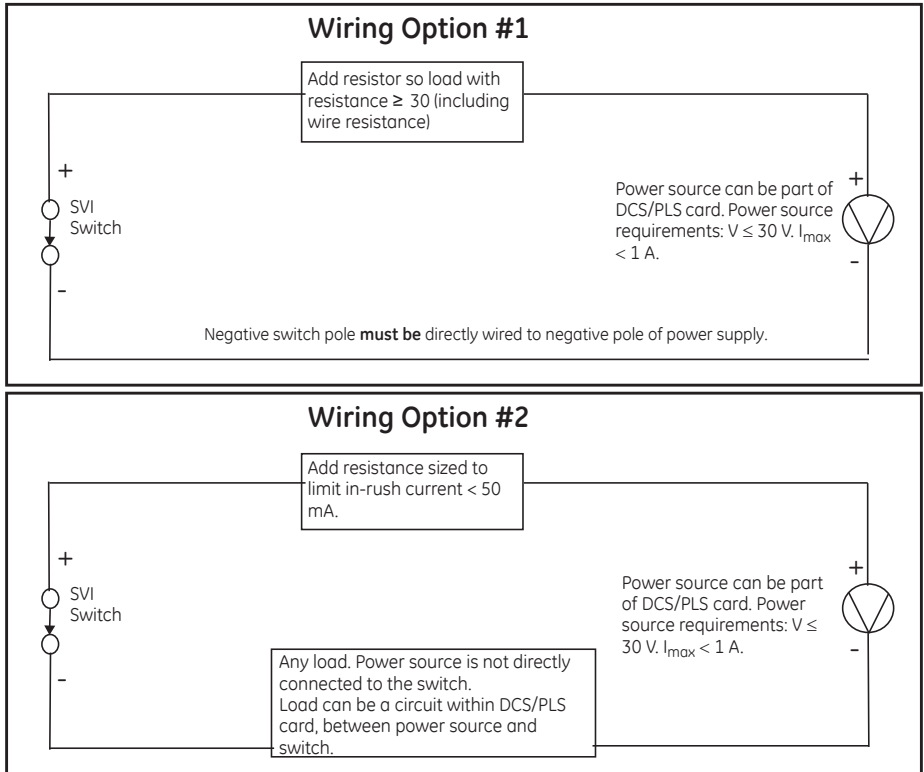 Wiring Option #1
Add resistor so load with
resistance ≥ 30 (including
wire resistance)
+
SVI
Switch
-
Power source can be part of
DCS/PLS card. Power source
requirements: V ≤ 30 V. Imax
< 1 A.
+
-
Negative switch pole must be directly wired to negative pole of power supply.
Wiring Option #2
Add resistance sized to
limit in-rush current < 50
mA.
+
SVI
Switch
-
Power source can be part
of DCS/PLS card. Power
source requirements: V ≤
30 V. Imax < 1 A.
+
-
Any load. Power source is not directly
connected to the switch.
Load can be a circuit within DCS/PLS
card, between power source and
switch.